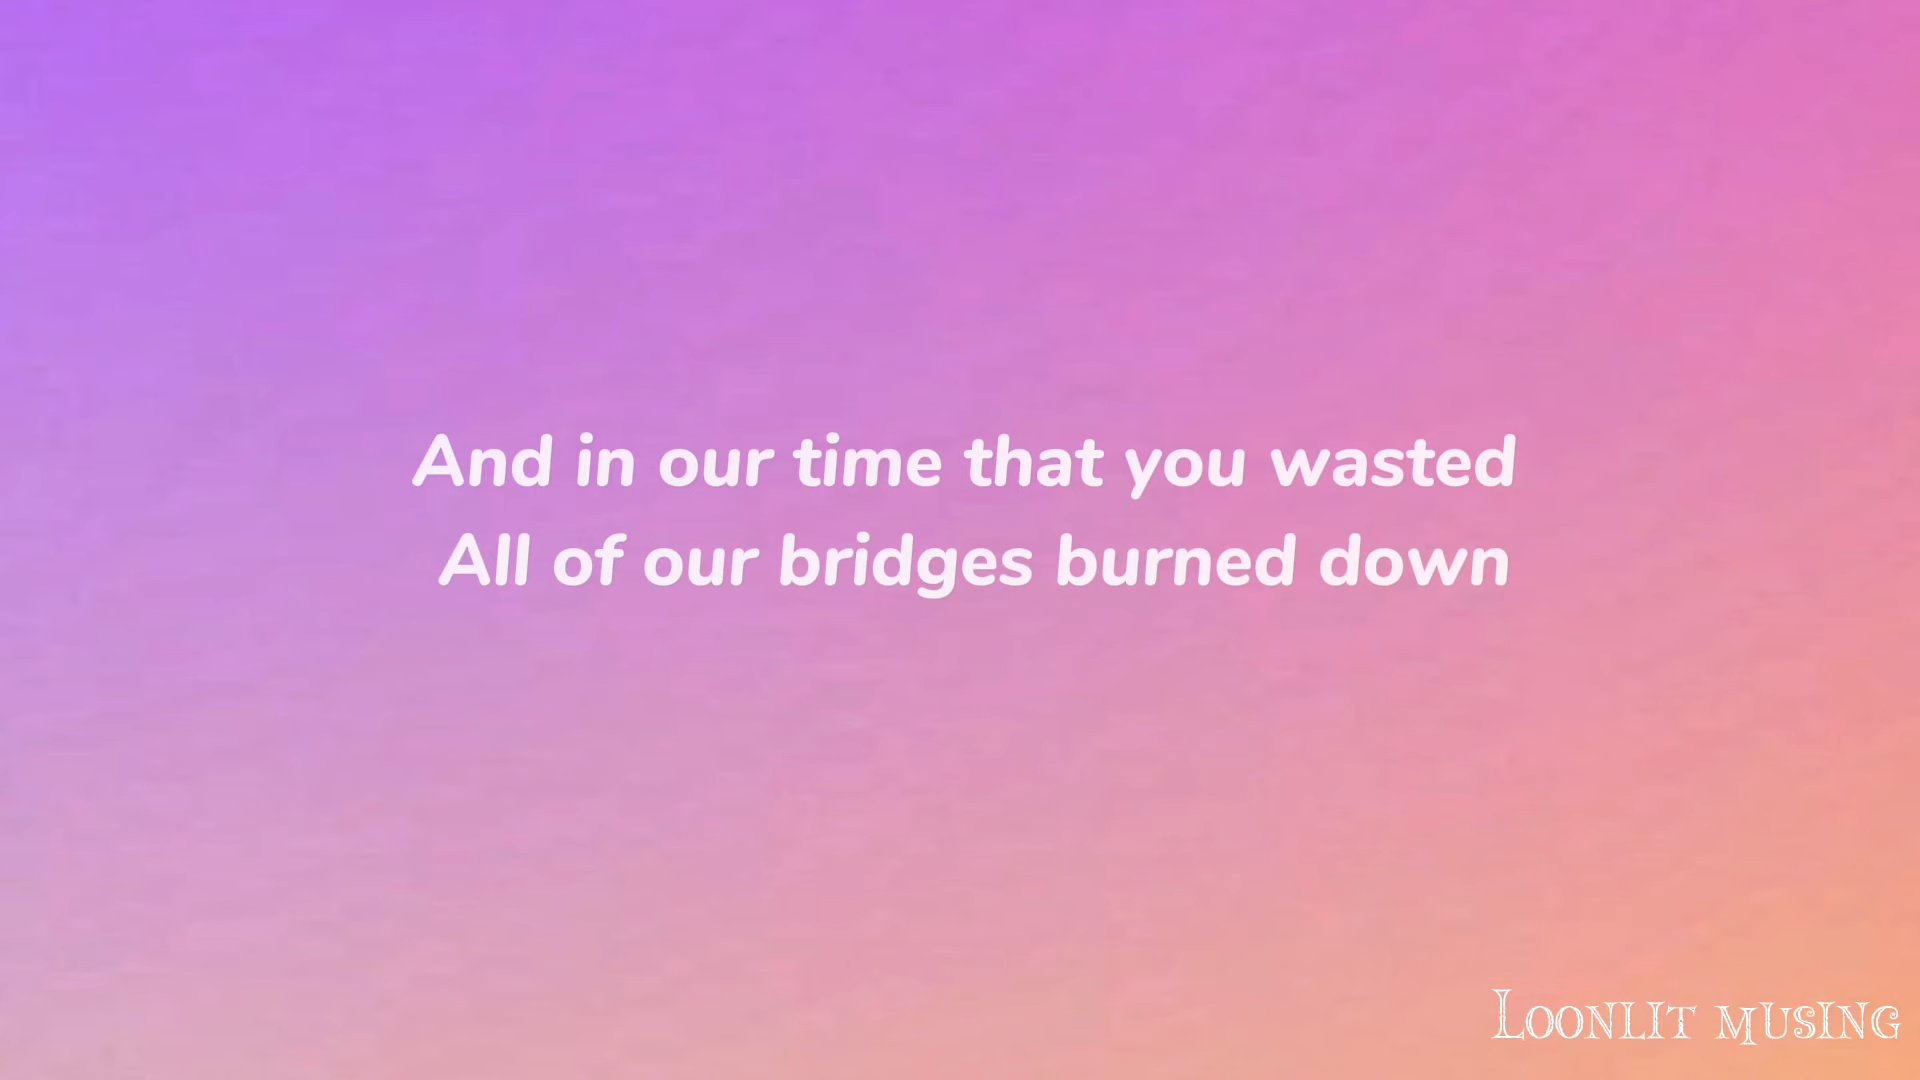 And in our time that you wasted
All of our bridges burned down
Loonlit musing